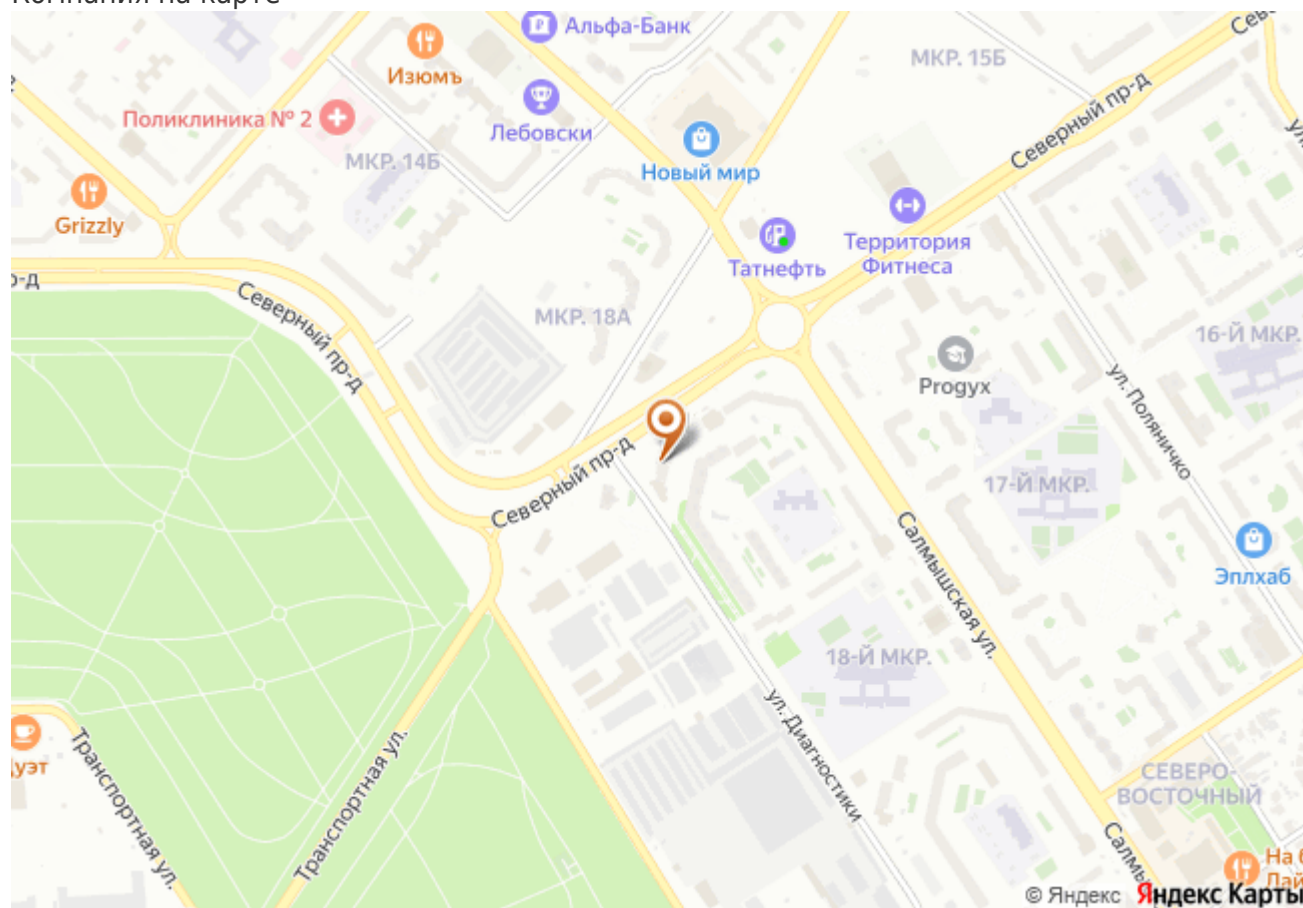 Компания на карте
Альфа-Банк
Изюмъ
МКР. 15Б
Поликлиника № 2
Лебовски
Северный пр-д
МКР. 14Б
Новый мир
Grizzly
Татнефть
Территория
Фитнеса
Северный пр-д
МКР. 18А
16-Й МКР.
Progyx
ул. Поляничко
Северный пр-д
17-Й МКР.
Салмышская ул.
Эплхаб
18-Й МКР.
ул. Диагностики
Транспортная ул.
Транспортная ул.
СЕВЕРО-
ВОСТОЧНЫЙ
© Яндекс Яндекс Карты